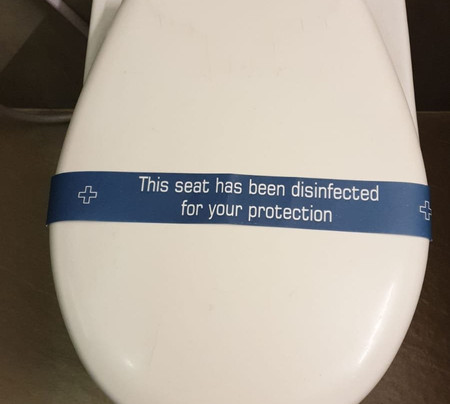 This seat has been disinfected
for your protection